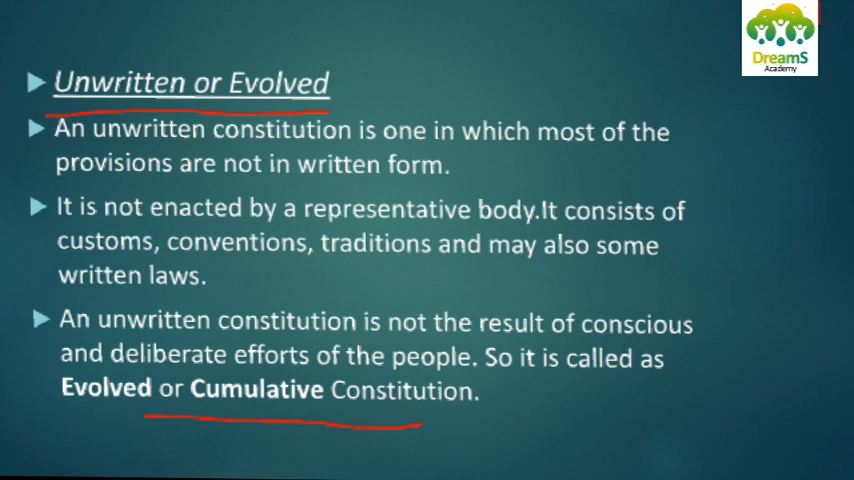 DreamS
Academy
Unwritten or Evolved
An unwritten constitution is one in which most of the
provisions are not in written form.
It is not enacted by a representative body.It consists of
customs, conventions, traditions and may also some
written laws.
An unwritten constitution is not the result of conscious
and deliberate efforts of the people. So it is called as
Evolved or Cumulative Constitution.